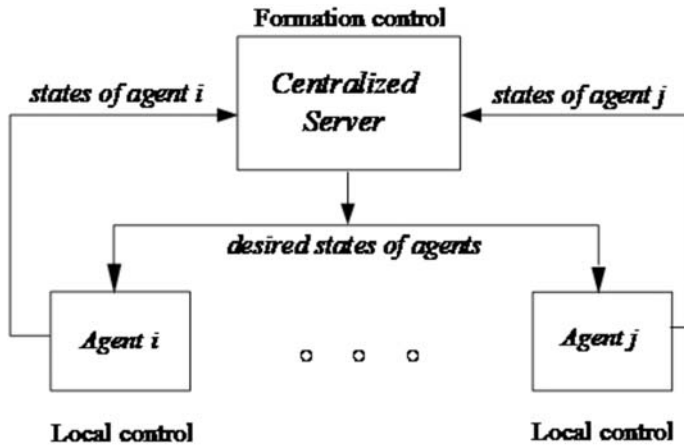 Formation control
Centralized
Server
states of agent i
states of agent j
desired states of agents
Agent i
Agent j
Local control
Local control